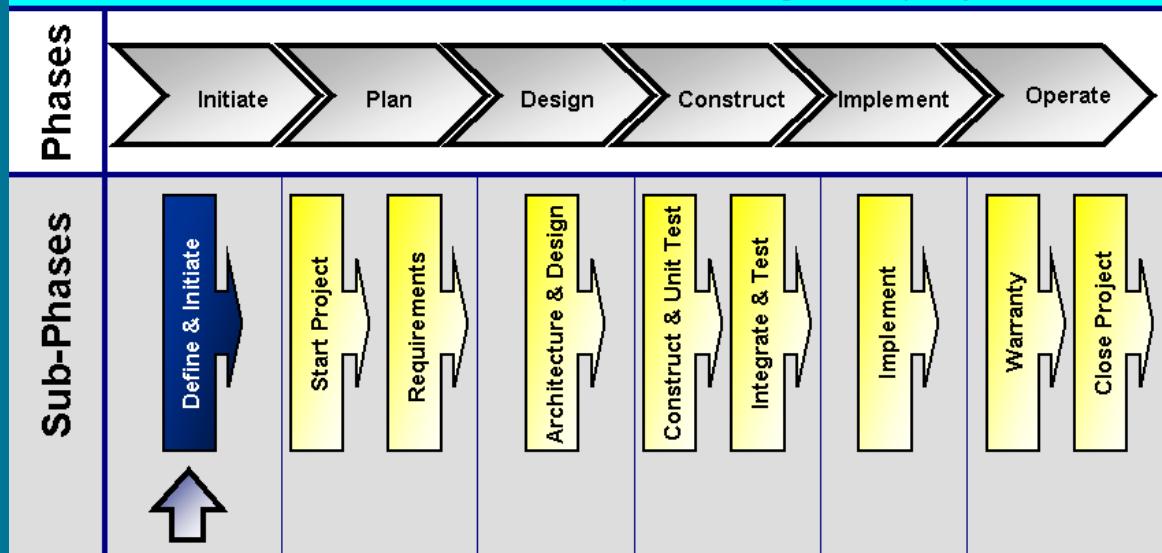 Phases
Initiate
Plan
Design
Construct
Implement
Operate
Sub-Phases
Define & Initiate
Start Project
Requirements
Architecture & Design
Construct & Unit Test
Integrate & Test
Implement
Warranty
Close Project